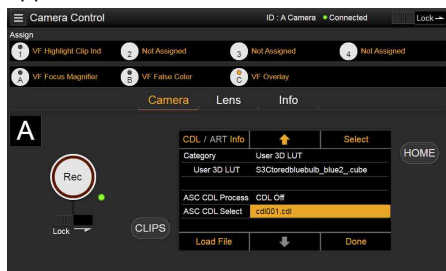 Camera Control
ID : A Camera
Connected
Lock
Assign
1 VF Highlight Clip Ind
2 Not Assigned
3 Not Assigned
4 Not Assigned
A VF Focus Magnifier
B VF False Color
C VF Overlay
Camera Lens Info
A
CDL / ART Info
Select
Category User 3D LUT
User 3D LUT S3Ctoredbluebulb_blue2_.cube
HOME
Rec
ASC CDL Process CDL Off
ASC CDL Select cdl001.cdl
Lock
CLIPS
Load File
Done